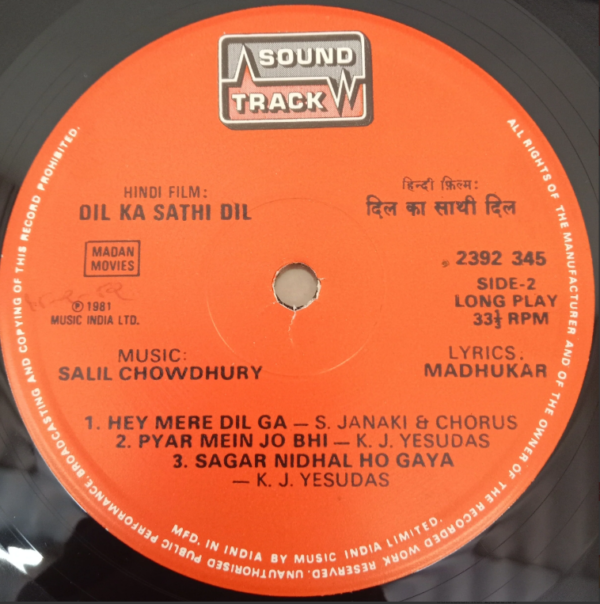 SOUND
TRACK
HINDI FILM:
DIL KA SATHI DIL
हिन्दी फ़िल्म:
दिल का साथी दिल
MADAN
MOVIES
℗ 1981
MUSIC INDIA LTD.
2392 345
SIDE-2
LONG PLAY
33⅓ RPM
MUSIC:
SALIL CHOWDHURY
LYRICS.
MADHUKAR
1. HEY MERE DIL GA — S. JANAKI & CHORUS
2. PYAR MEIN JO BHI — K. J. YESUDAS
3. SAGAR NIDHAL HO GAYA
— K. J. YESUDAS
MFD. IN INDIA BY MUSIC INDIA LIMITED.
ALL RIGHTS OF THE MANUFACTURER AND OF THE OWNER OF THE RECORDED WORK RESERVED. UNAUTHORISED PUBLIC PERFORMANCE, BROADCASTING AND COPYING OF THIS RECORD PROHIBITED.